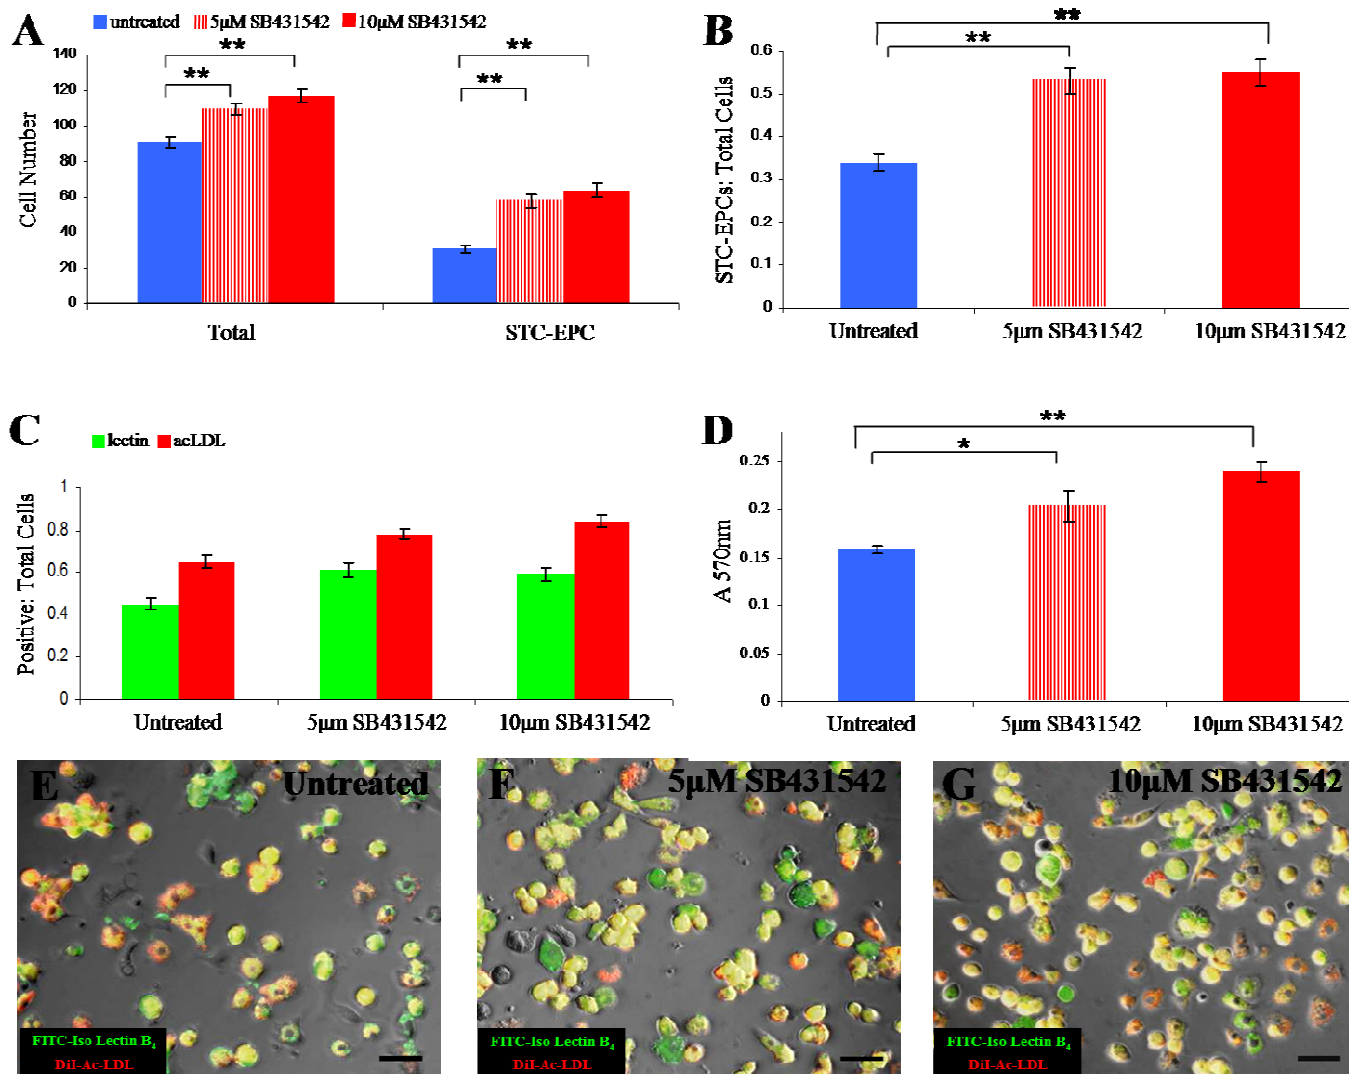 A
untreated 5μM SB431542 10μM SB431542
** ** ** **
140
120
100
80
60
40
20
0
Cell Number
Total STC-EPC
B
**
**
0.6
0.5
0.4
0.3
0.2
0.1
0
STC-EPCs: Total Cells
Untreated 5μm SB431542 10μm SB431542
C
lectin acLDL
1
0.8
0.6
0.4
0.2
0
Positive: Total Cells
Untreated 5μm SB431542 10μm SB431542
D
**
*
0.25
0.2
0.15
0.1
0.05
0
A 570nm
Untreated 5μm SB431542 10μm SB431542
E Untreated
FITC-Iso Lectin B4
DiI-Ac-LDL
F 5μM SB431542
FITC-Iso Lectin B4
DiI-Ac-LDL
G 10μM SB431542
FITC-Iso Lectin B4
DiI-Ac-LDL